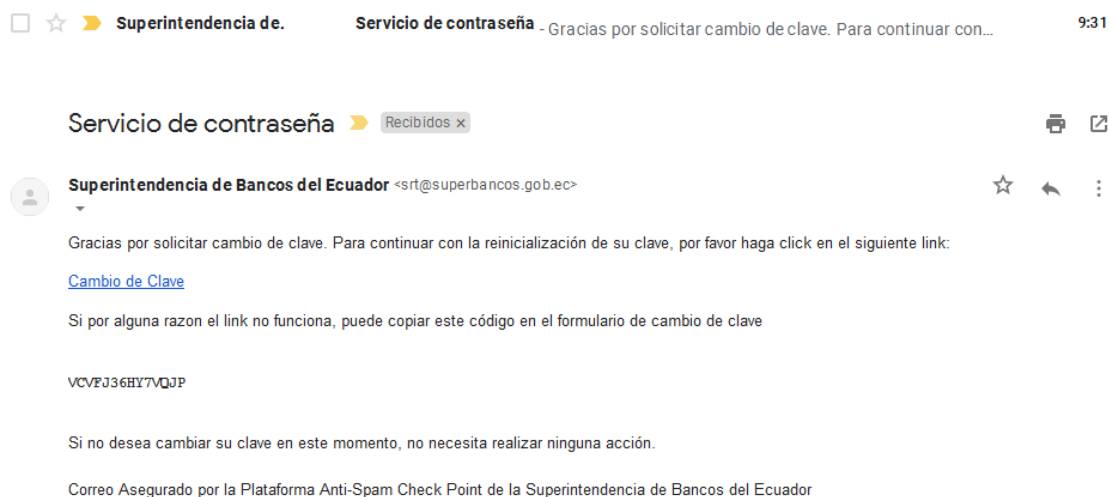 Superintendencia de. Servicio de contraseña - Gracias por solicitar cambio de clave. Para continuar con... 9:31
Servicio de contraseña Recibidos x
Superintendencia de Bancos del Ecuador <srt@superbancos.gob.ec>
Gracias por solicitar cambio de clave. Para continuar con la reinicialización de su clave, por favor haga click en el siguiente link:
Cambio de Clave
Si por alguna razon el link no funciona, puede copiar este código en el formulario de cambio de clave
VCVFJ36HY7VQJP
Si no desea cambiar su clave en este momento, no necesita realizar ninguna acción.
Correo Asegurado por la Plataforma Anti-Spam Check Point de la Superintendencia de Bancos del Ecuador